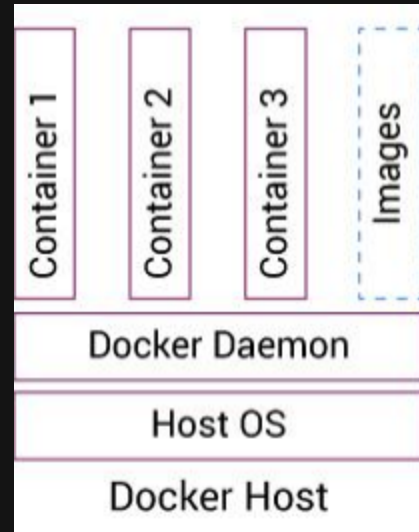 Container 1
Container 2
Container 3
Images
Docker Daemon
Host OS
Docker Host